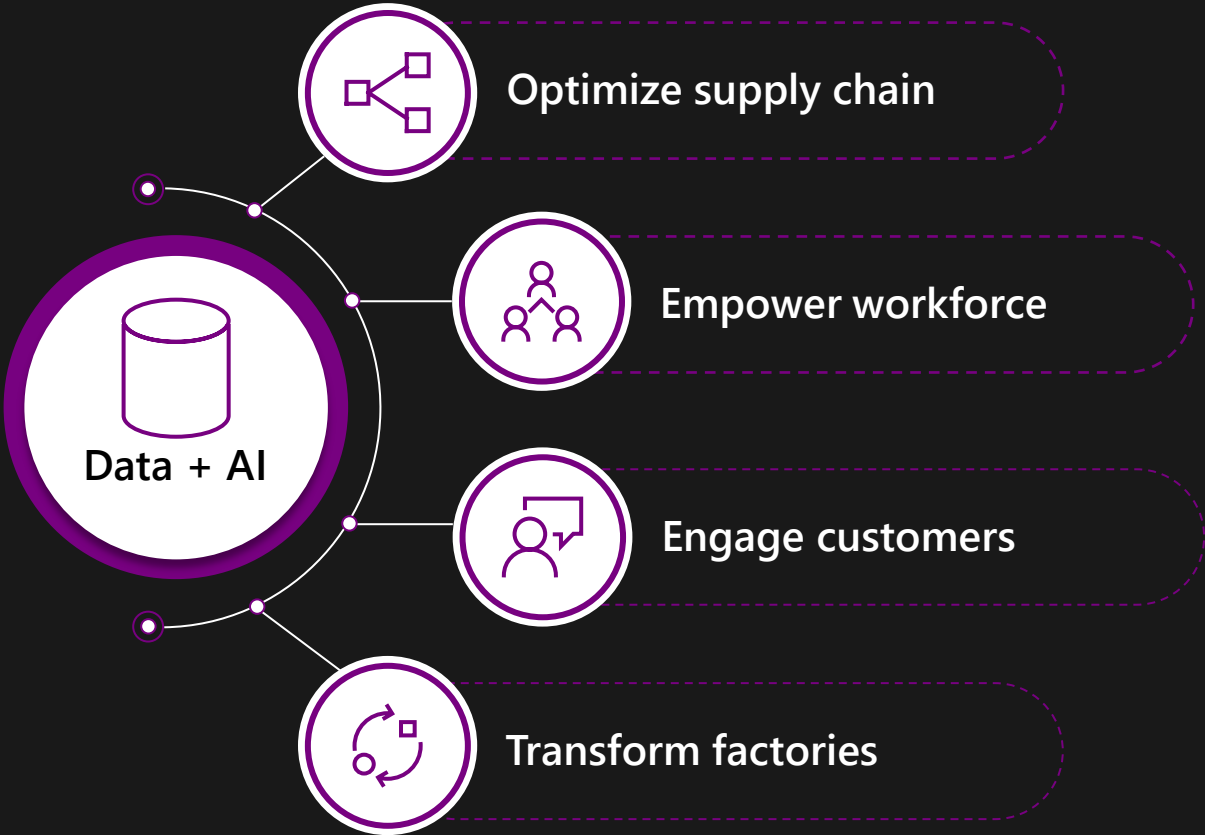 Optimize supply chain
Empower workforce
Data + AI
Engage customers
Transform factories